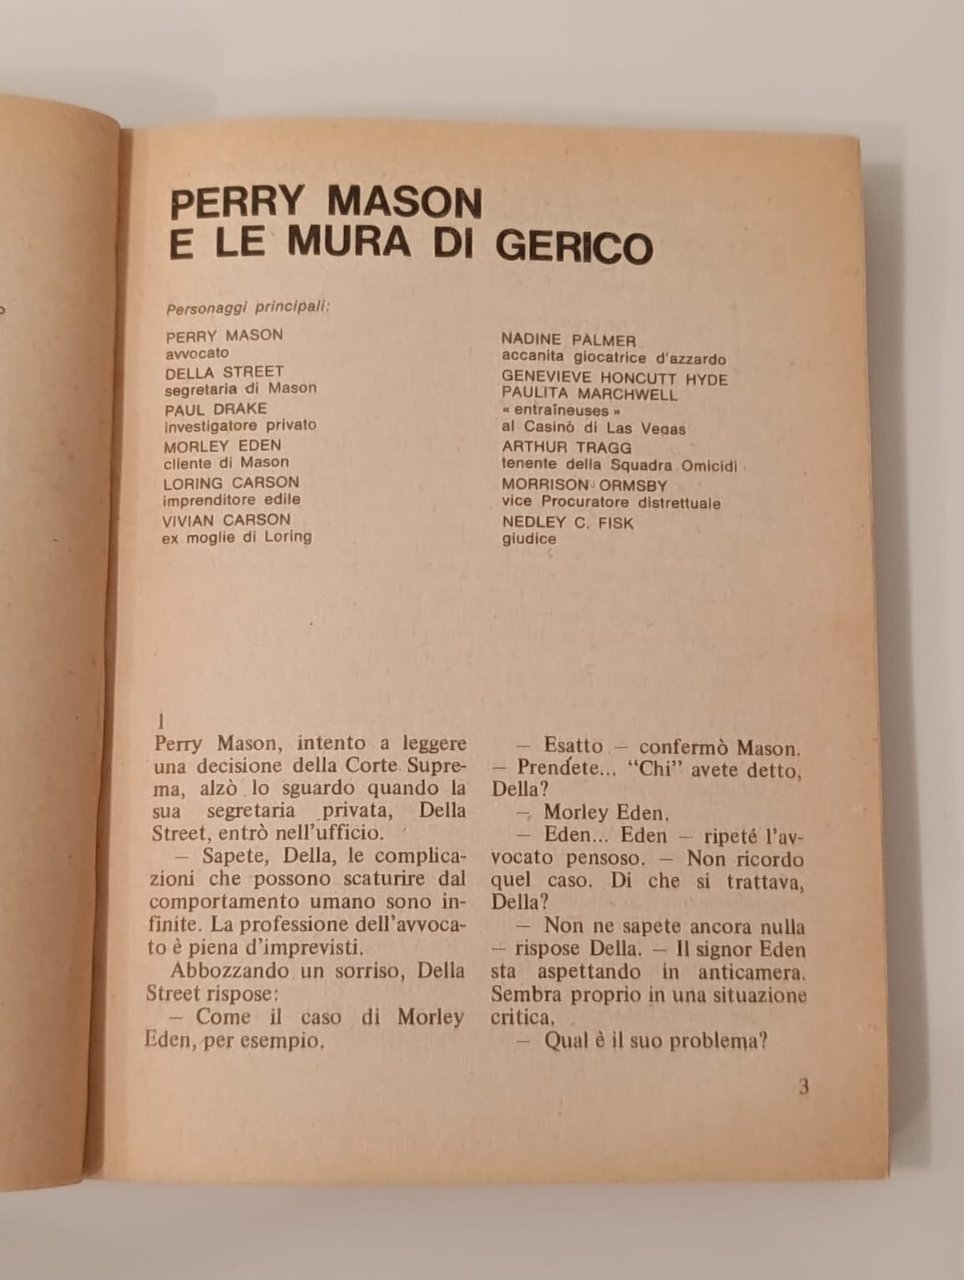 PERRY MASON
E LE MURA DI GERICO
Personaggi principali:
PERRY MASON
avvocato
DELLA STREET
segretaria di Mason
PAUL DRAKE
investigatore privato
MORLEY EDEN
cliente di Mason
LORING CARSON
imprenditore edile
VIVIAN CARSON
ex moglie di Loring
NADINE PALMER
accanita giocatrice d'azzardo
GENEVIEVE HONCUTT HYDE
PAULITA MARCHWELL
« entraîneuses »
al Casinò di Las Vegas
ARTHUR TRAGG
tenente della Squadra Omicidi
MORRISON ORMSBY
vice Procuratore distrettuale
NEDLEY C. FISK
giudice
1
Perry Mason, intento a leggere
una decisione della Corte Supre-
ma, alzò lo sguardo quando la
sua segretaria privata, Della
Street, entrò nell'ufficio.
— Sapete, Della, le complica-
zioni che possono scaturire dal
comportamento umano sono in-
finite. La professione dell'avvoca-
to è piena d'imprevisti.
Abbozzando un sorriso, Della
Street rispose:
— Come il caso di Morley
Eden, per esempio.
— Esatto — confermò Mason.
— Prendete... “Chi” avete detto,
Della?
— Morley Eden.
— Eden... Eden — ripeté l'av-
vocato pensoso. — Non ricordo
quel caso. Di che si trattava,
Della?
— Non ne sapete ancora nulla
— rispose Della. — Il signor Eden
sta aspettando in anticamera.
Sembra proprio in una situazione
critica.
— Qual è il suo problema?
3